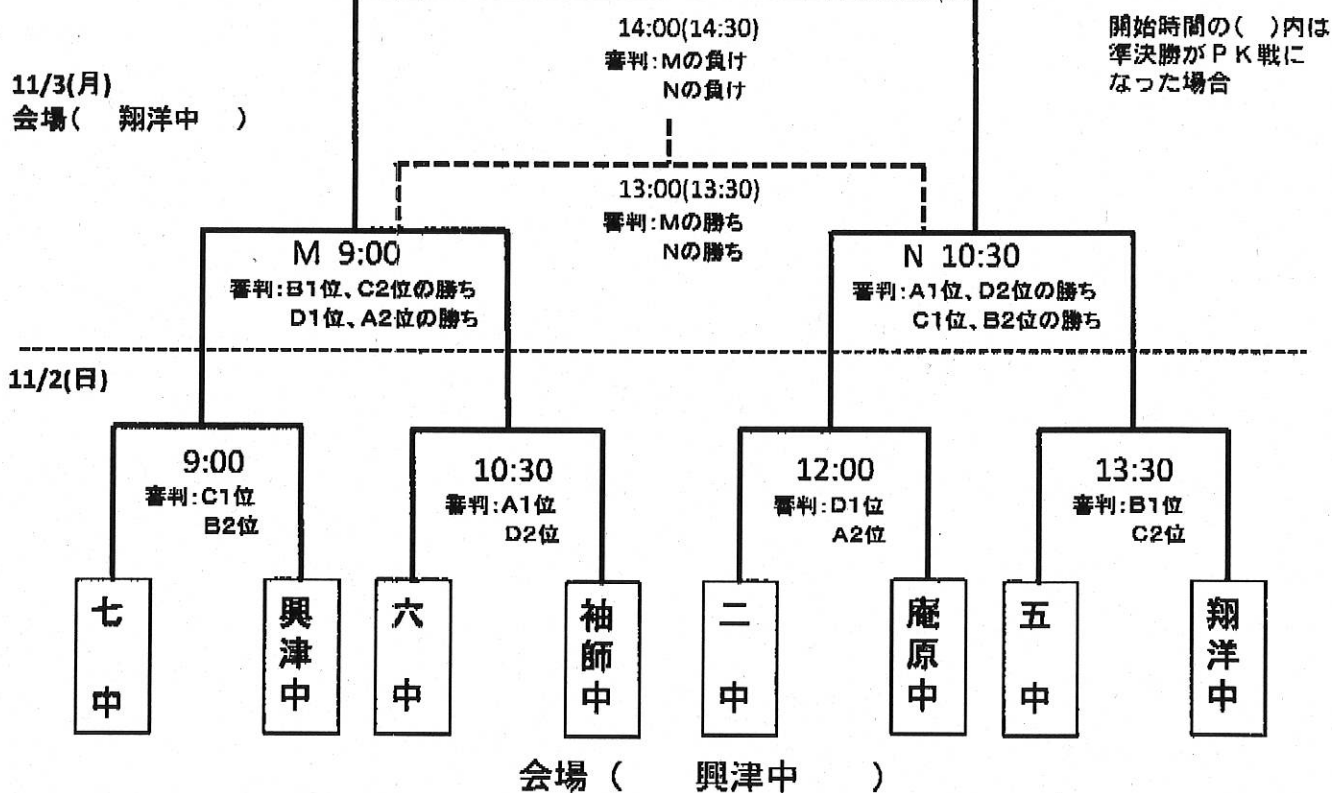 14:00(14:30)
審判:Mの負け
Nの負け
開始時間の( )内は
準決勝がPK戦に
なった場合
11/3(月)
会場( 翔洋中 )
13:00(13:30)
審判:Mの勝ち
Nの勝ち
M 9:00
審判:B1位、C2位の勝ち
D1位、A2位の勝ち
N 10:30
審判:A1位、D2位の勝ち
C1位、B2位の勝ち
11/2(日)
9:00
審判:C1位
B2位
10:30
審判:A1位
D2位
12:00
審判:D1位
A2位
13:30
審判:B1位
C2位
七中
興津中
六中
袖師中
二中
庵原中
五中
翔洋中
会場( 興津中 )